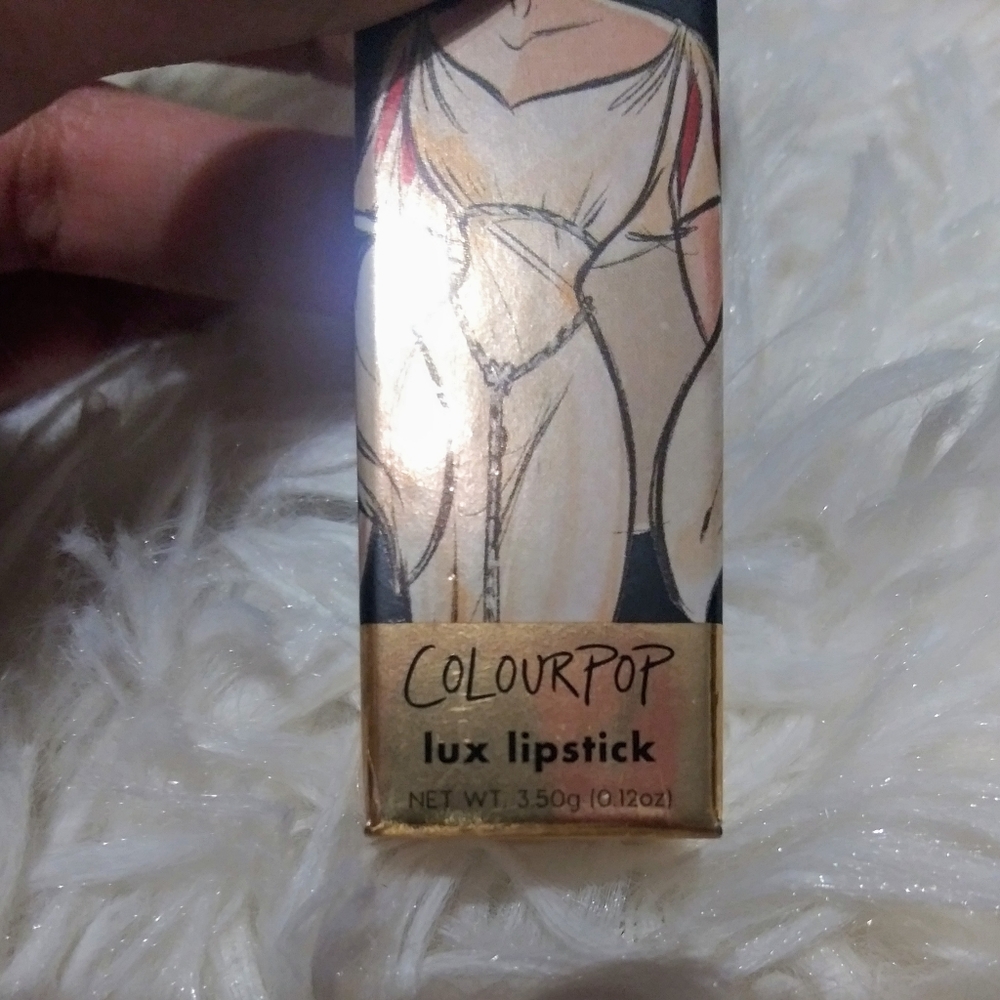 COLOURPOP
lux lipstick
NET WT. 3.50g (0.12oz)